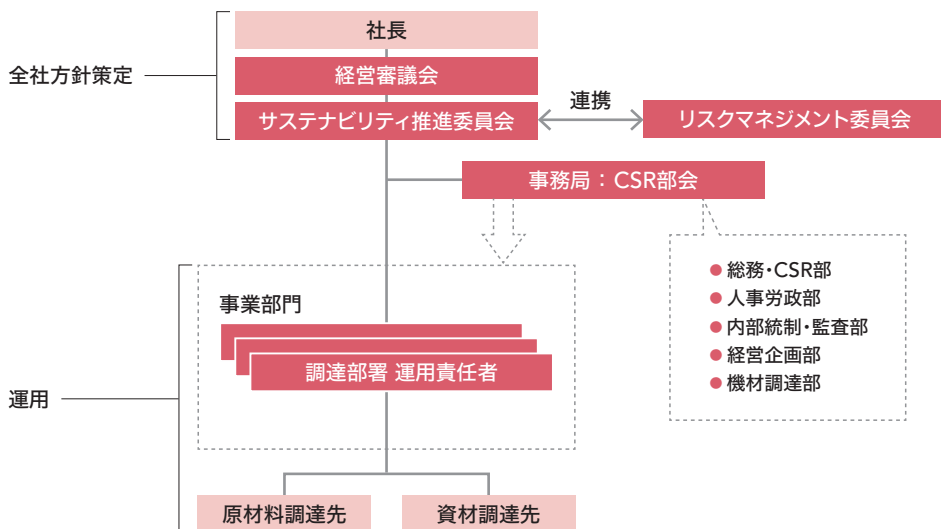 社長
全社方針策定
経営審議会
サステナビリティ推進委員会
連携
リスクマネジメント委員会
事務局：CSR部会
●総務・CSR部
●人事労政部
●内部統制・監査部
●経営企画部
●機材調達部
事業部門
調達部署 運用責任者
運用
原材料調達先
資材調達先